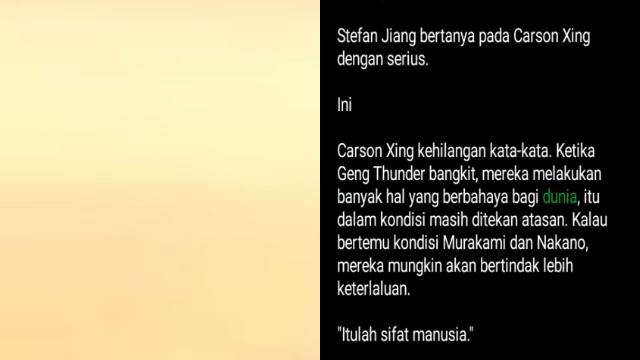 Stefan Jiang bertanya pada Carson Xing
dengan serius.
Ini
Carson Xing kehilangan kata-kata. Ketika
Geng Thunder bangkit, mereka melakukan
banyak hal yang berbahaya bagi dunia, itu
dalam kondisi masih ditekan atasan. Kalau
bertemu kondisi Murakami dan Nakano,
mereka mungkin akan bertindak lebih
keterlaluan.
"Itulah sifat manusia."